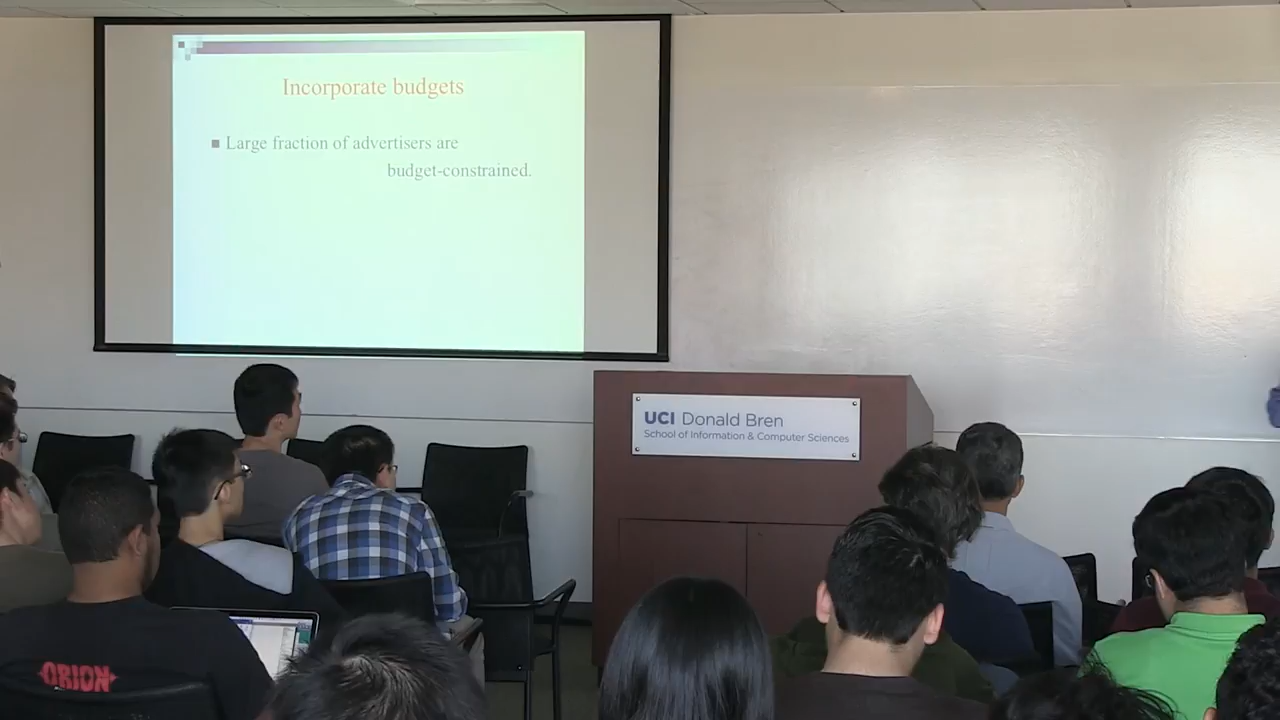 Incorporate budgets
Large fraction of advertisers are
budget-constrained.
UCI Donald Bren
School of Information & Computer Sciences
ORION